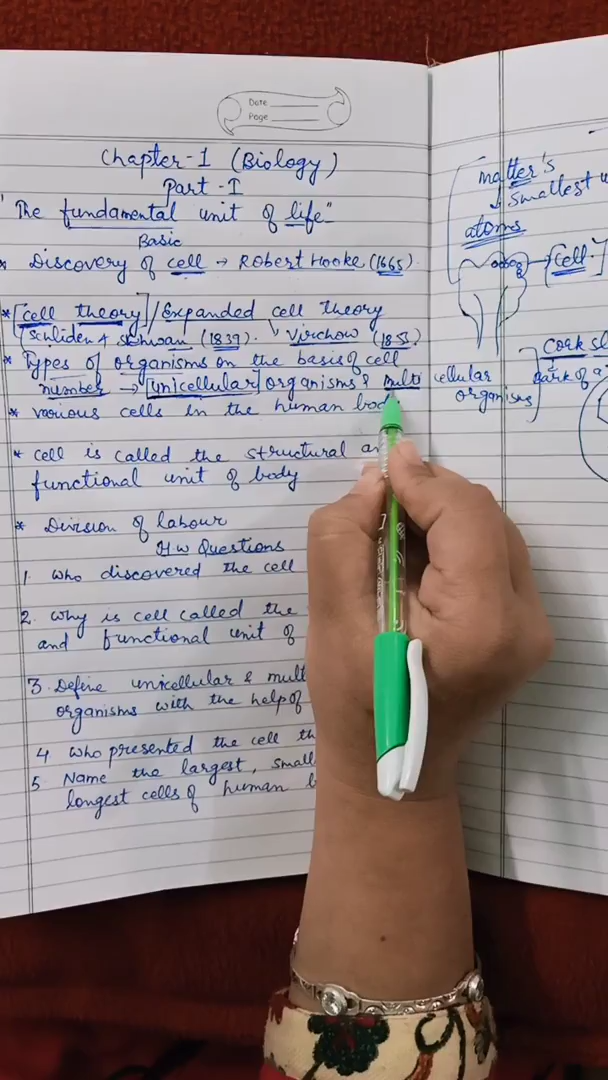 Date
Page
Chapter-1 (Biology)
Part-I
"The fundamental unit of life"
Basic
* Discovery of cell → Robert Hooke (1665)
* [cell theory]/Expanded cell theory
Schliden & Schwan (1839) Virchow (1855)
* Types of organisms on the basis of cell
number → [unicellular] organisms & multi cellular
organisms
* various cells in the human body
* cell is called the structural an
functional unit of body
* Division of labour
H.W Questions
1. who discovered the cell
2. why is cell called the
and functional unit of
3. Define unicellular & mult
organisms with the help of
4. who presented the cell th
5. Name the largest, small
longest cells of human b
matter's
↓ smallest u
atoms
→ [Cell]
Cork sl
Bark of a